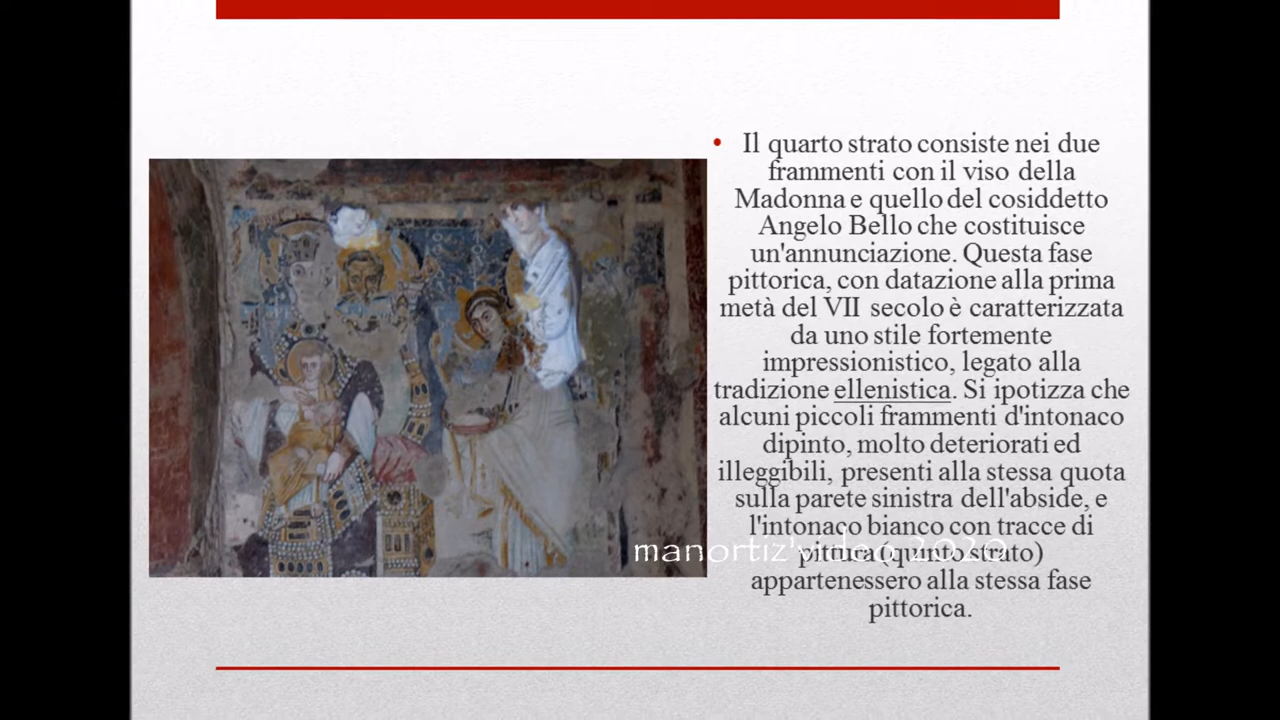 Il quarto strato consiste nei due
frammenti con il viso della
Madonna e quello del cosiddetto
Angelo Bello che costituisce
un'annunciazione. Questa fase
pittorica, con datazione alla prima
metà del VII secolo è caratterizzata
da uno stile fortemente
impressionistico, legato alla
tradizione ellenistica. Si ipotizza che
alcuni piccoli frammenti d'intonaco
dipinto, molto deteriorati ed
illeggibili, presenti alla stessa quota
sulla parete sinistra dell'abside, e
l'intonaco bianco con tracce di
pittura (quinto strato)
appartenessero alla stessa fase
pittorica.
manortiz'video 2020